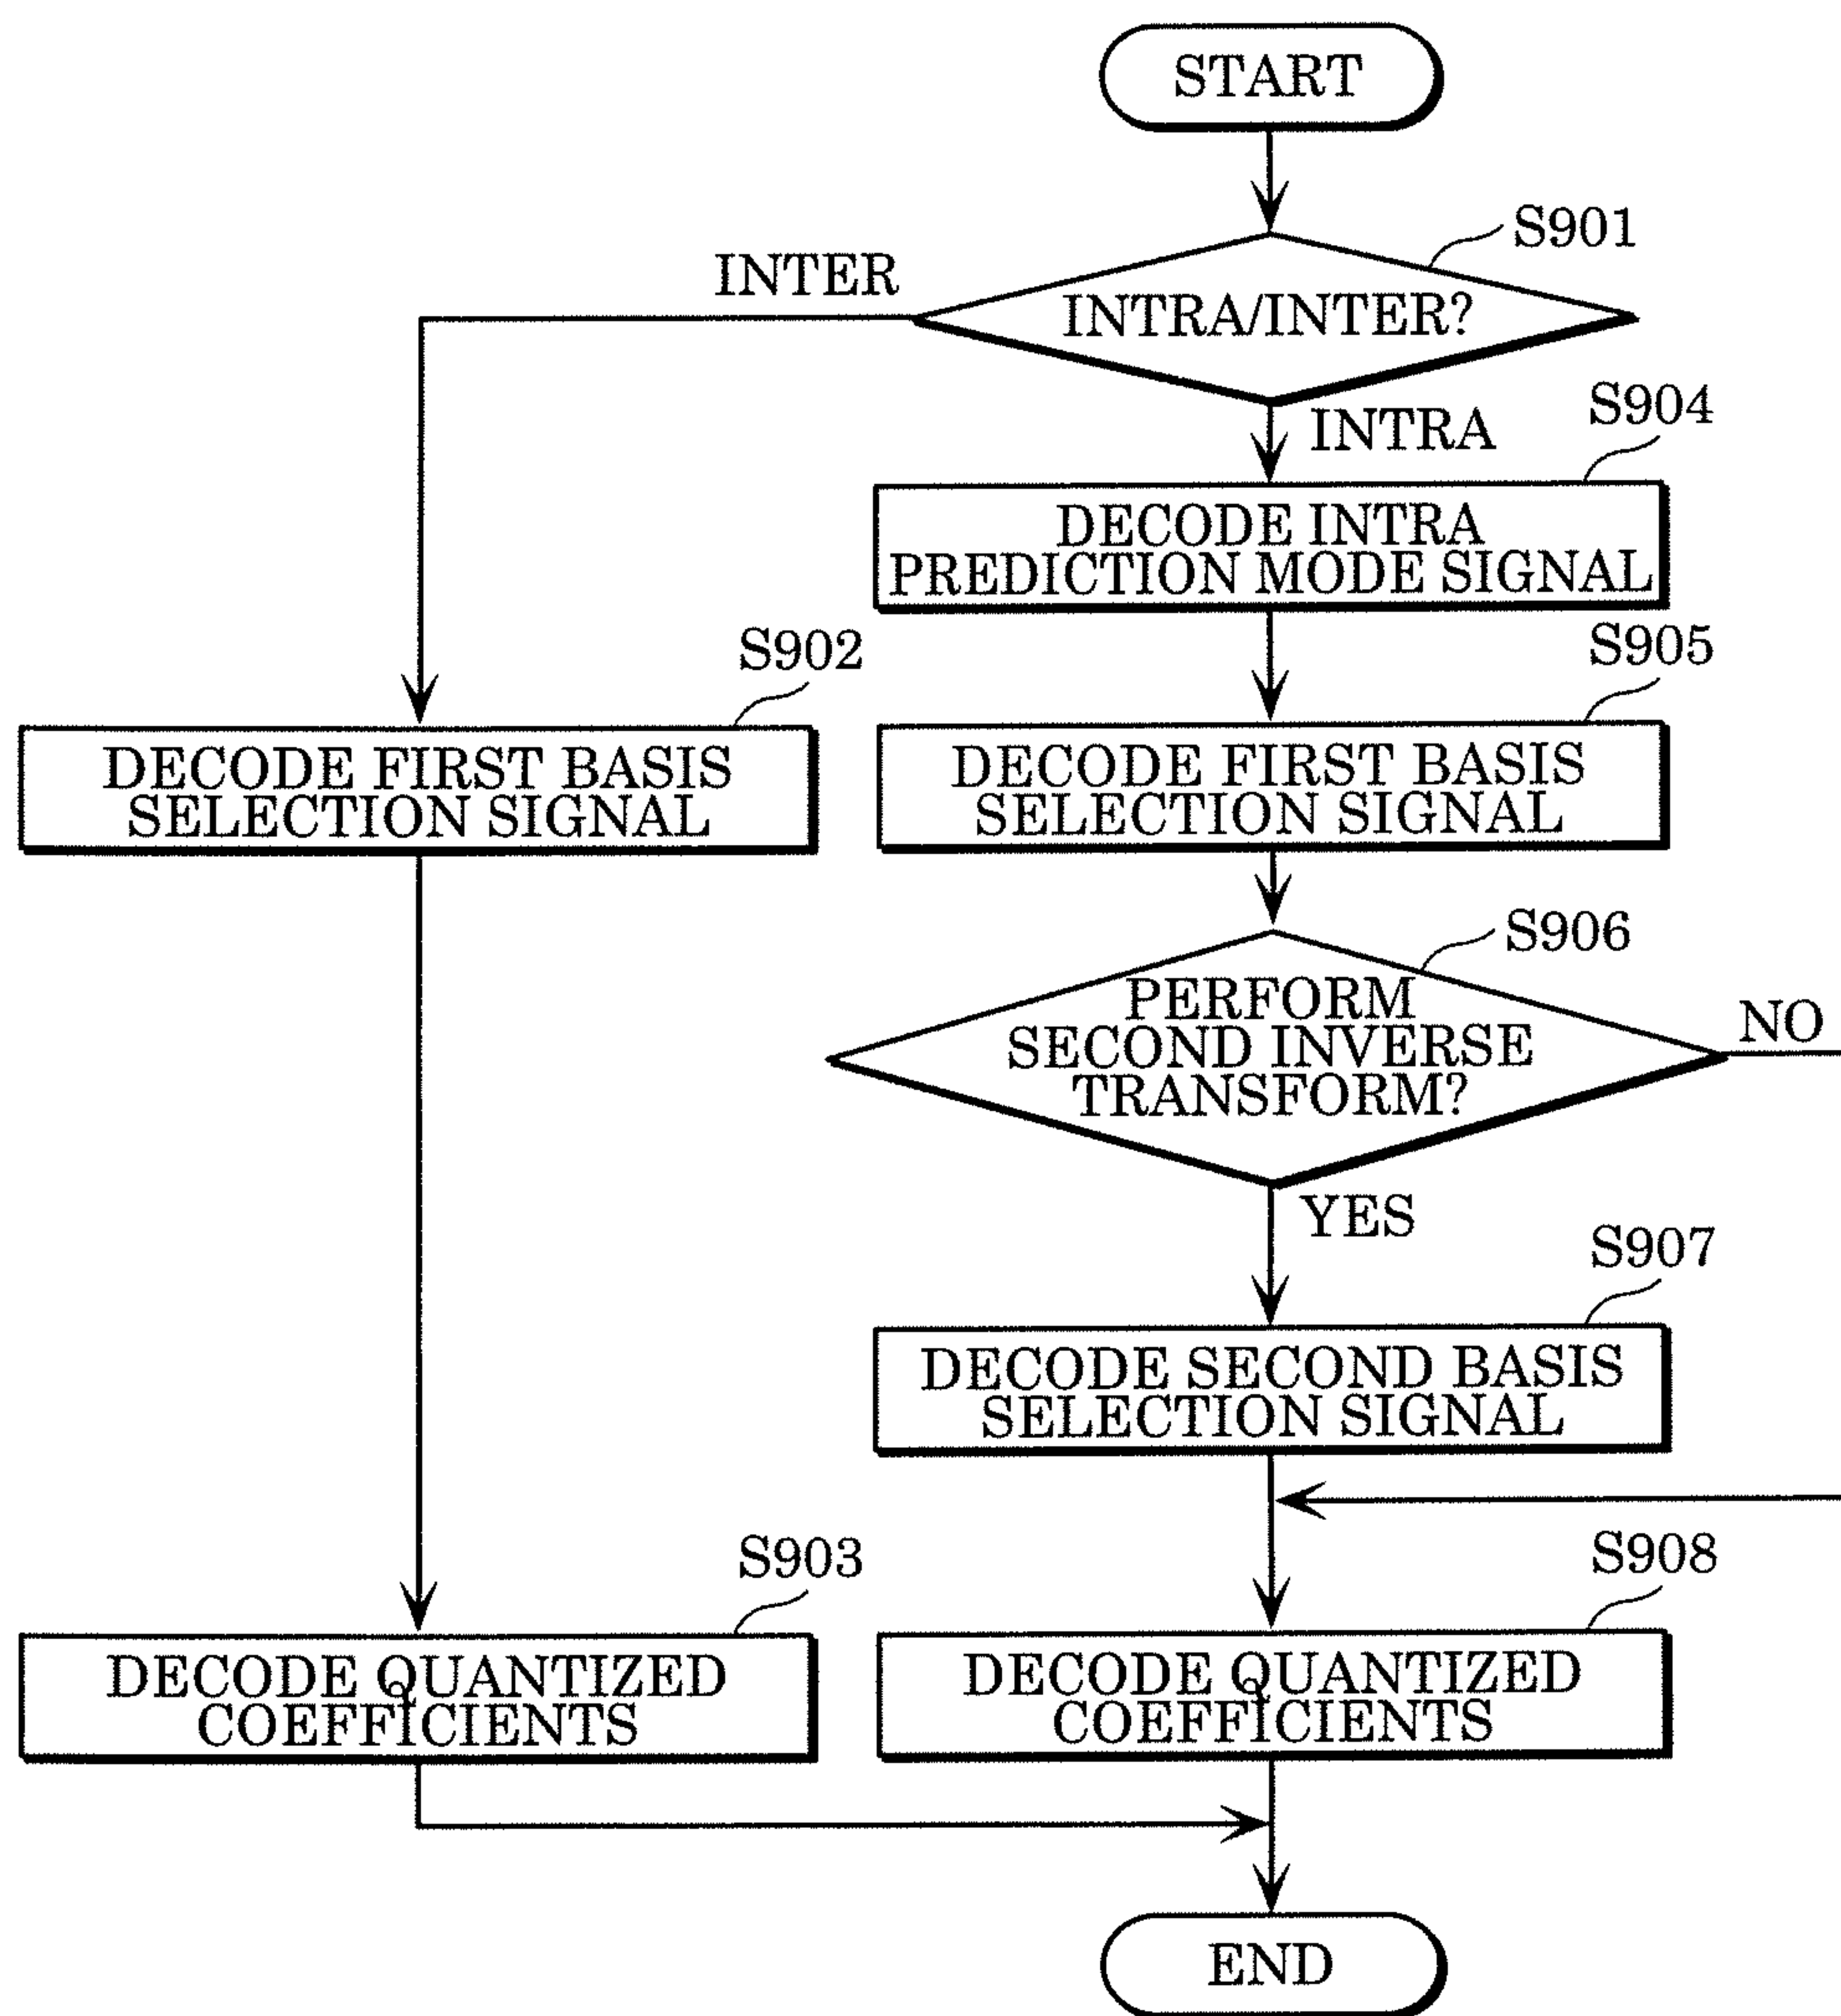 START
S901
INTER
INTRA/INTER?
S904
INTRA
DECODE INTRA
PREDICTION MODE SIGNAL
S902
S905
DECODE FIRST BASIS
SELECTION SIGNAL
DECODE FIRST BASIS
SELECTION SIGNAL
S906
PERFORM
SECOND INVERSE
TRANSFORM?
NO
YES
S907
DECODE SECOND BASIS
SELECTION SIGNAL
S903
S908
DECODE QUANTIZED
COEFFICIENTS
DECODE QUANTIZED
COEFFICIENTS
END